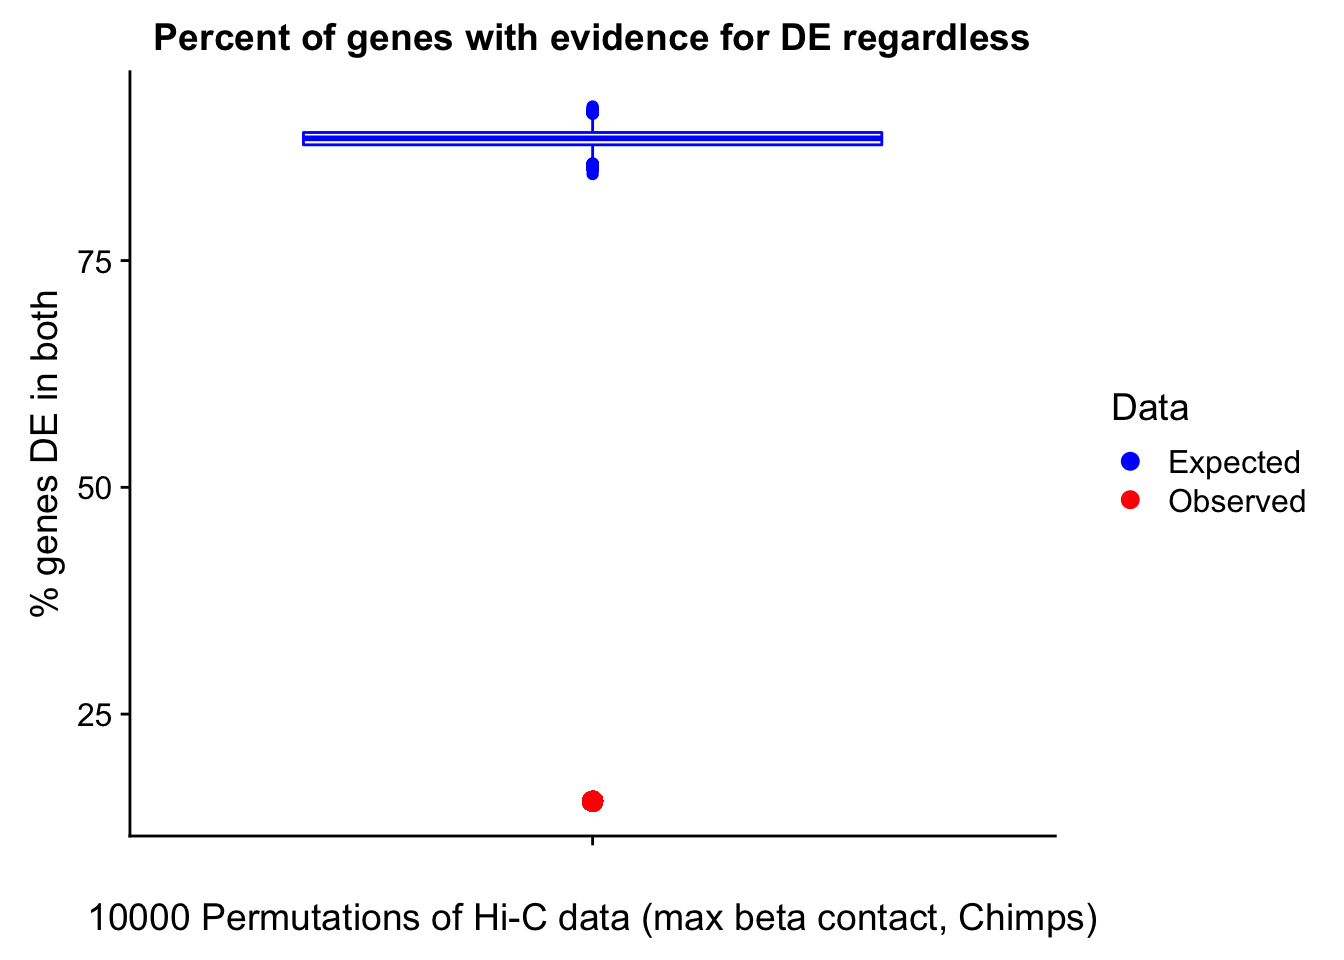 Percent of genes with evidence for DE regardless
% genes DE in both
75
50
25
Data
Expected
Observed
10000 Permutations of Hi-C data (max beta contact, Chimps)